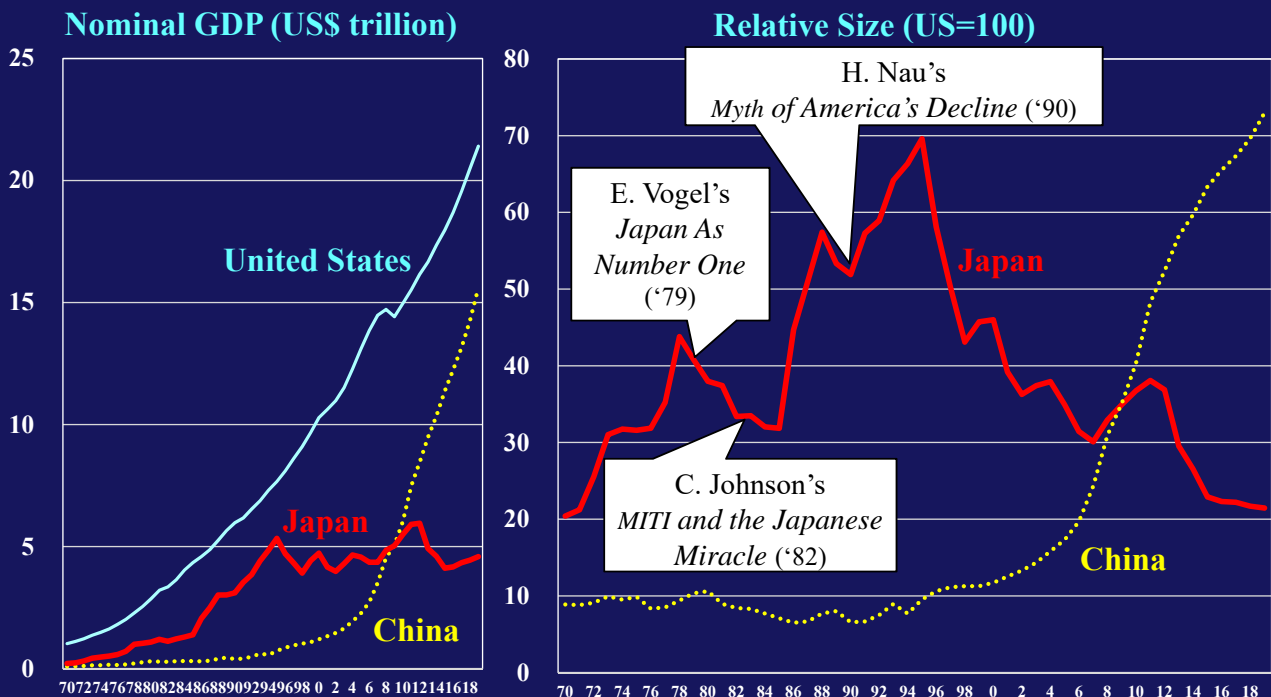 Nominal GDP (US$ trillion)
25
20
15
10
5
0
United States
Japan
China
707274767880828486889092949698 0 2 4 6 8 1012141618
Relative Size (US=100)
80
70
60
50
40
30
20
10
0
H. Nau’s
Myth of America’s Decline (‘90)
E. Vogel’s
Japan As
Number One
(‘79)
Japan
C. Johnson’s
MITI and the Japanese
Miracle (‘82)
China
70 72 74 76 78 80 82 84 86 88 90 92 94 96 98 0 2 4 6 8 10 12 14 16 18